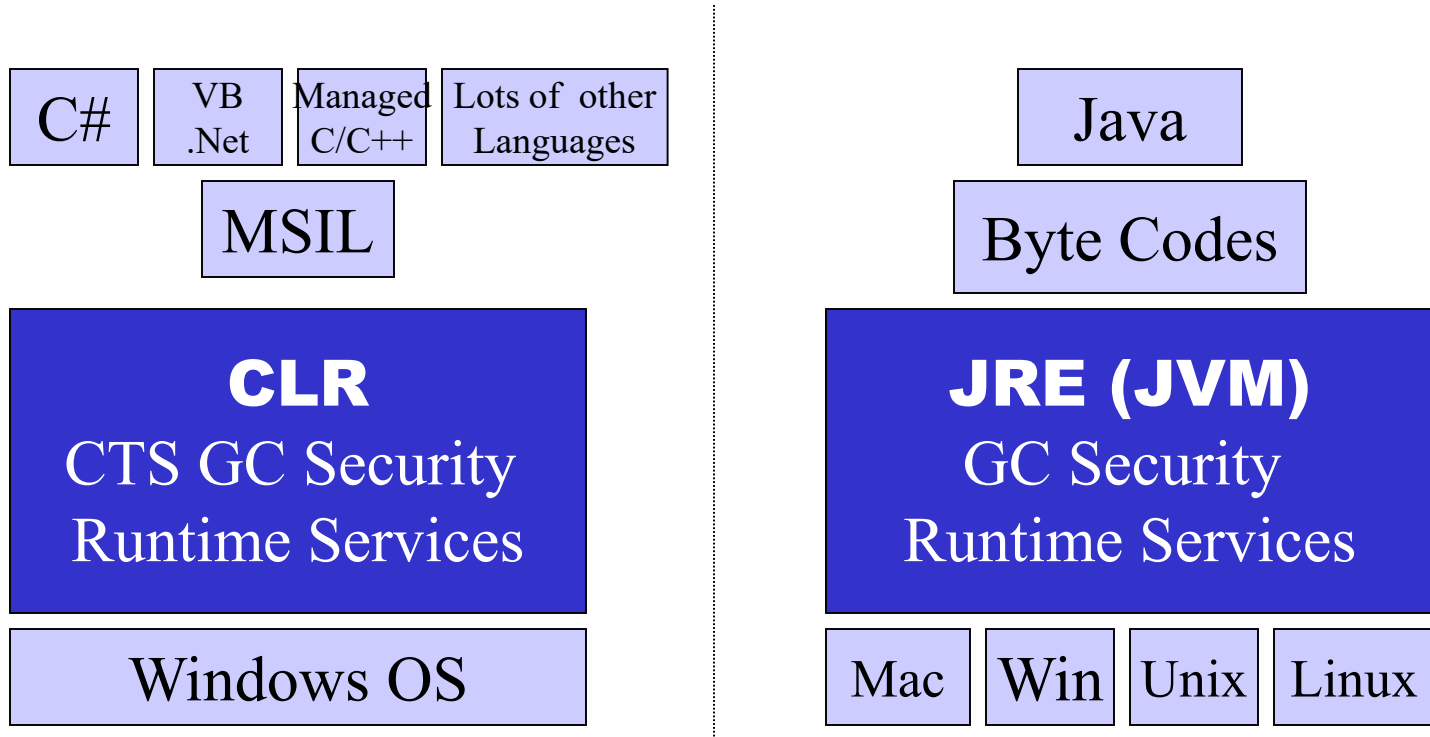 C#
VB
.Net
Managed
C/C++
Lots of other
Languages
MSIL
CLR
CTS GC Security
Runtime Services
Windows OS
Java
Byte Codes
JRE (JVM)
GC Security
Runtime Services
Mac
Win
Unix
Linux